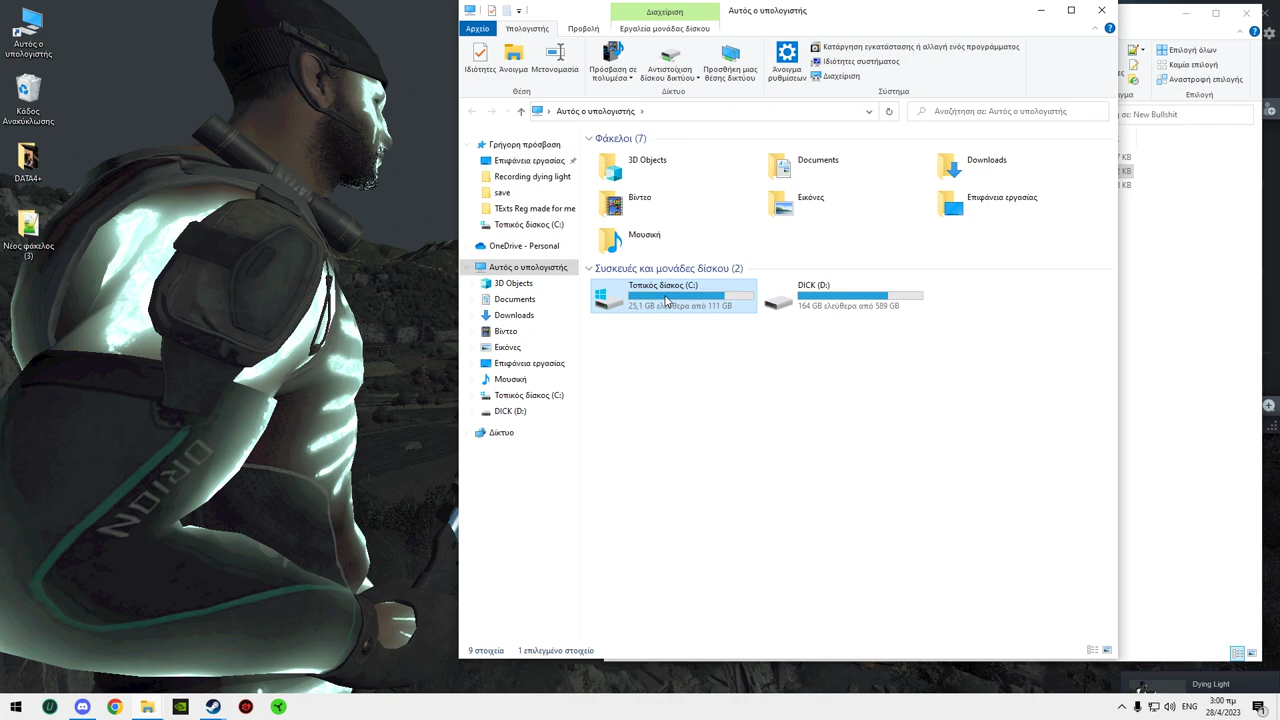 Αυτός ο
υπολογιστής
Κάδος
Ανακύκλωσης
DATA4+
Νέος φάκελος
(3)
ORION
Διαχείριση
Αυτός ο υπολογιστής
Αρχείο
Υπολογιστής
Προβολή
Εργαλεία μονάδας δίσκου
Ιδιότητες
Άνοιγμα
Μετονομασία
Θέση
Πρόσβαση σε
πολυμέσα
Αντιστοίχιση
δίσκου δικτύου
Προσθήκη μιας
θέσης δικτύου
Δίκτυο
Άνοιγμα
ρυθμίσεων
Κατάργηση εγκατάστασης ή αλλαγή ενός προγράμματος
Ιδιότητες συστήματος
Διαχείριση
Σύστημα
Επιλογή όλων
Καμία επιλογή
Αναστροφή επιλογής
Επιλογή
Αυτός ο υπολογιστής
Αναζήτηση σε: Αυτός ο υπολογιστής
σε: New Bullshit
KB
KB
KB
Γρήγορη πρόσβαση
Επιφάνεια εργασίας
Recording dying light
save
TExts Reg made for me
Τοπικός δίσκος (C:)
OneDrive - Personal
Αυτός ο υπολογιστής
3D Objects
Documents
Downloads
Βίντεο
Εικόνες
Επιφάνεια εργασίας
Μουσική
Τοπικός δίσκος (C:)
DICK (D:)
Δίκτυο
Φάκελοι (7)
3D Objects
Documents
Downloads
Βίντεο
Εικόνες
Επιφάνεια εργασίας
Μουσική
Συσκευές και μονάδες δίσκου (2)
Τοπικός δίσκος (C:)
25,1 GB ελεύθερα από 111 GB
DICK (D:)
164 GB ελεύθερα από 589 GB
9 στοιχεία
1 επιλεγμένο στοιχείο
Dying Light
ENG
3:00 πμ
28/4/2023